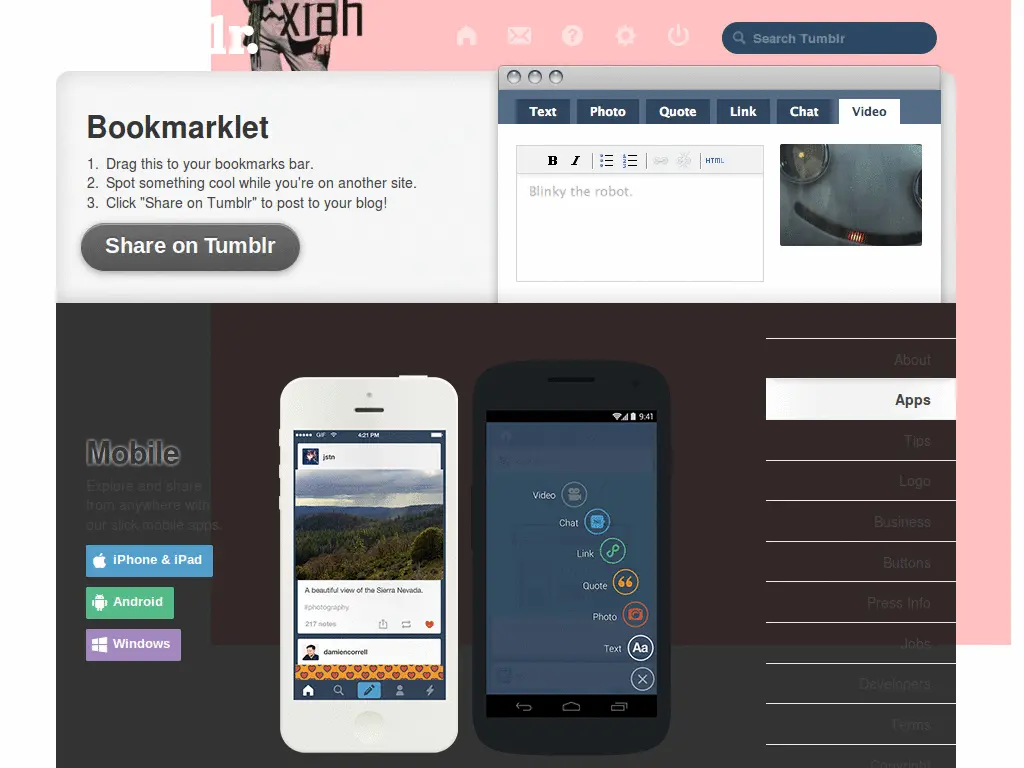 lr.
xiah
Search Tumblr
Bookmarklet
1. Drag this to your bookmarks bar.
2. Spot something cool while you're on another site.
3. Click "Share on Tumblr" to post to your blog!
Share on Tumblr
Text Photo Quote Link Chat Video
B I HTML
Blinky the robot.
About
Apps
Tips
Logo
Business
Buttons
Press Info
Jobs
Developers
Terms
Copyright
Mobile
Explore and share
from anywhere with
our slick mobile apps.
iPhone & iPad
Android
Windows
GIF 4:21 PM
jstn
A beautiful view of the Sierra Nevada.
#photography
217 notes
damiencorrell
9:41
Video
Chat
Link
Quote
Photo
Text Aa